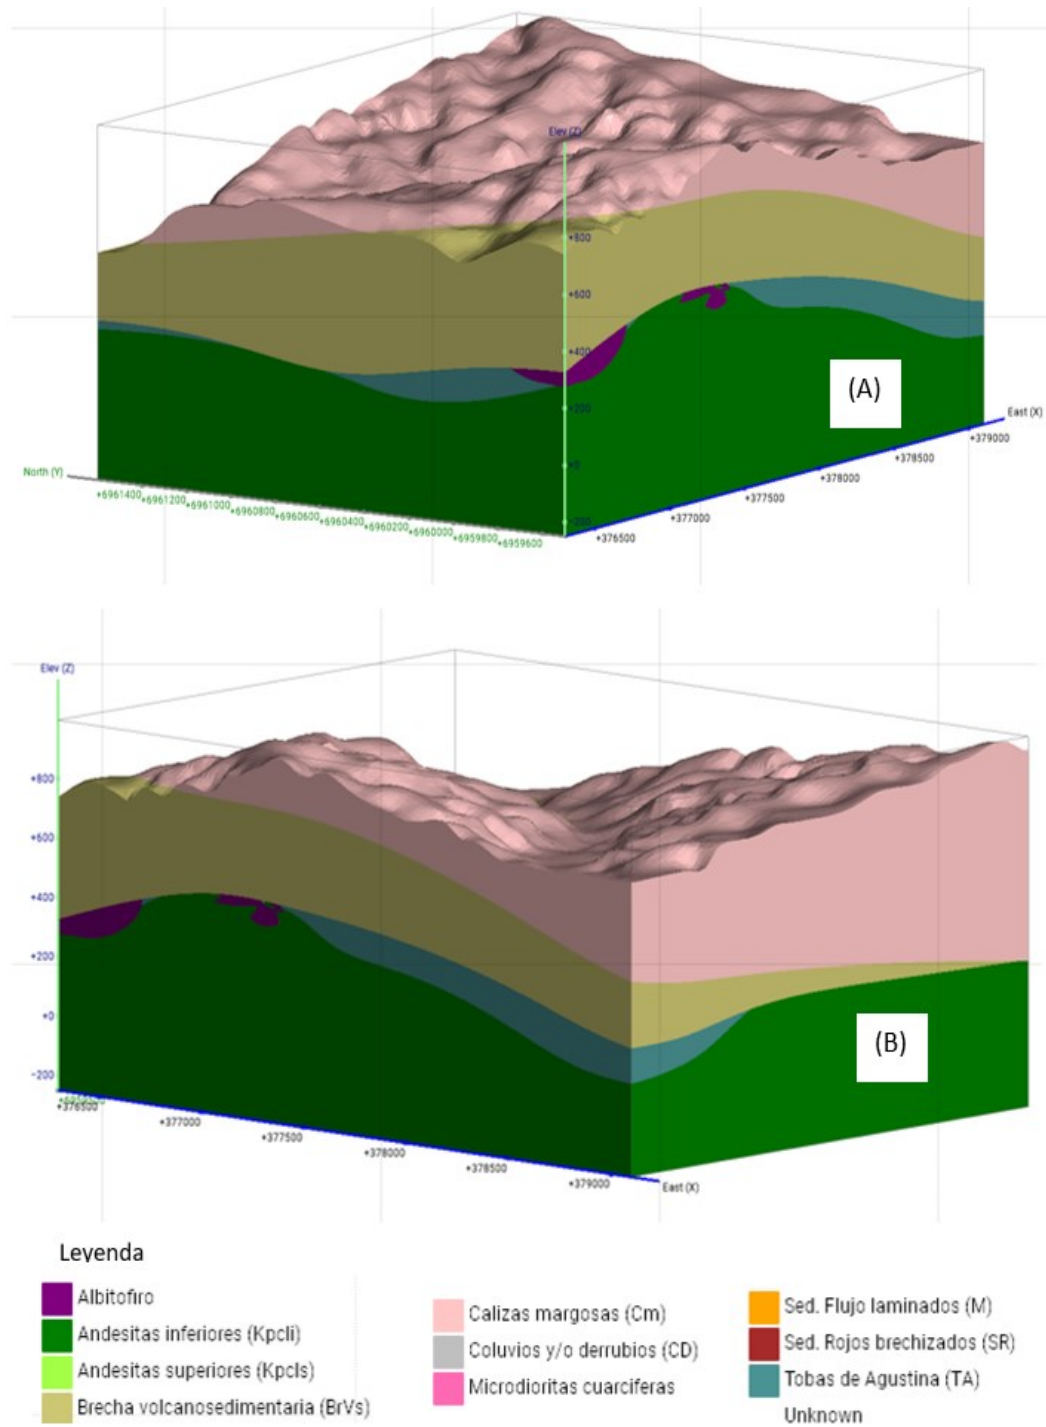 Elev (Z)
+800
+600
+400
+200
+0
-200
(A)
East (X)
+379000
+378500
+378000
+377500
+377000
+376500
North (Y)
+6961400
+6961200
+6961000
+6960800
+6960600
+6960400
+6960200
+6960000
+6959800
+6959600
Elev (Z)
+800
+600
+400
+200
+0
-200
(B)
+376500
+377000
+377500
+378000
+378500
+379000
East (X)
Leyenda
Albitofiro
Andesitas inferiores (Kpcli)
Andesitas superiores (Kpcls)
Brecha volcanosedimentaria (BrVs)
Calizas margosas (Cm)
Coluvios y/o derrubios (CD)
Microdioritas cuarcíferas
Sed. Flujo laminados (M)
Sed. Rojos brechizados (SR)
Tobas de Agustina (TA)
Unknown